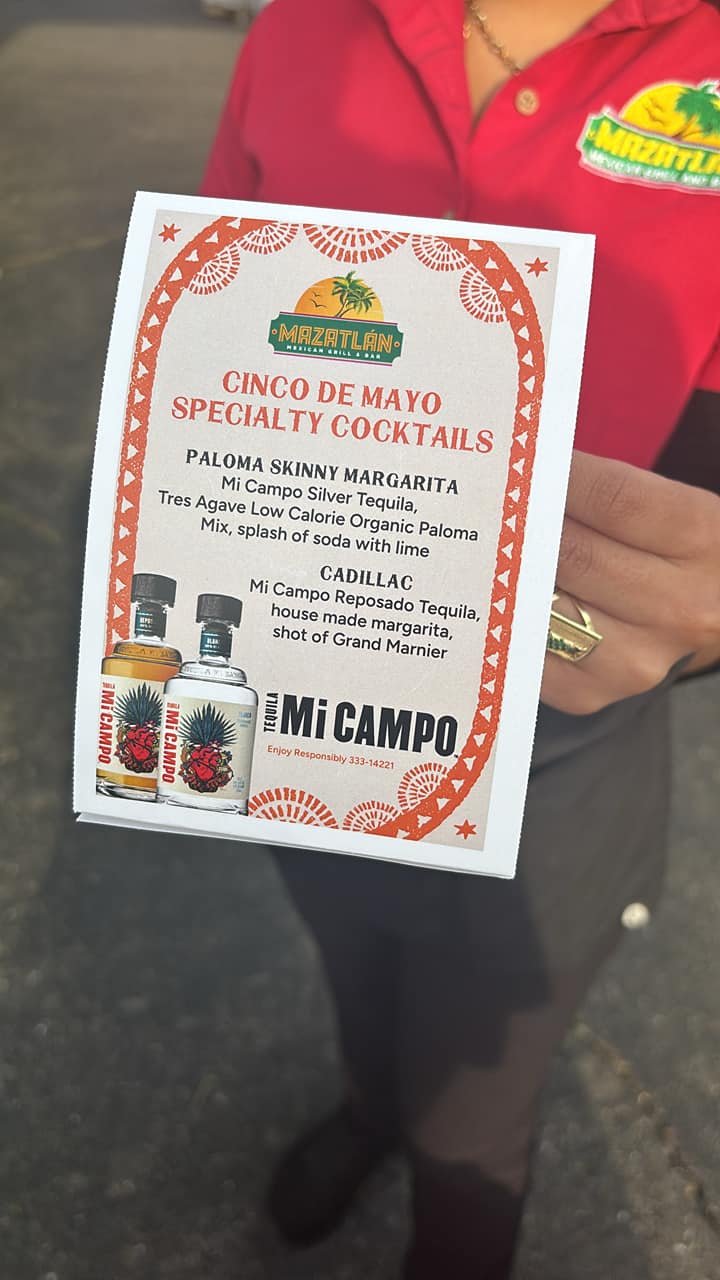 MAZATLÁN
MEXICAN GRILL & BAR
CINCO DE MAYO
SPECIALTY COCKTAILS
PALOMA SKINNY MARGARITA
Mi Campo Silver Tequila,
Tres Agave Low Calorie Organic Paloma
Mix, splash of soda with lime
CADILLAC
Mi Campo Reposado Tequila,
house made margarita,
shot of Grand Marnier
TEQUILA
Mi CAMPO
Enjoy Responsibly 333-14221
TEQUILA
Mi CAMPO
TEQUILA
Mi CAMPO